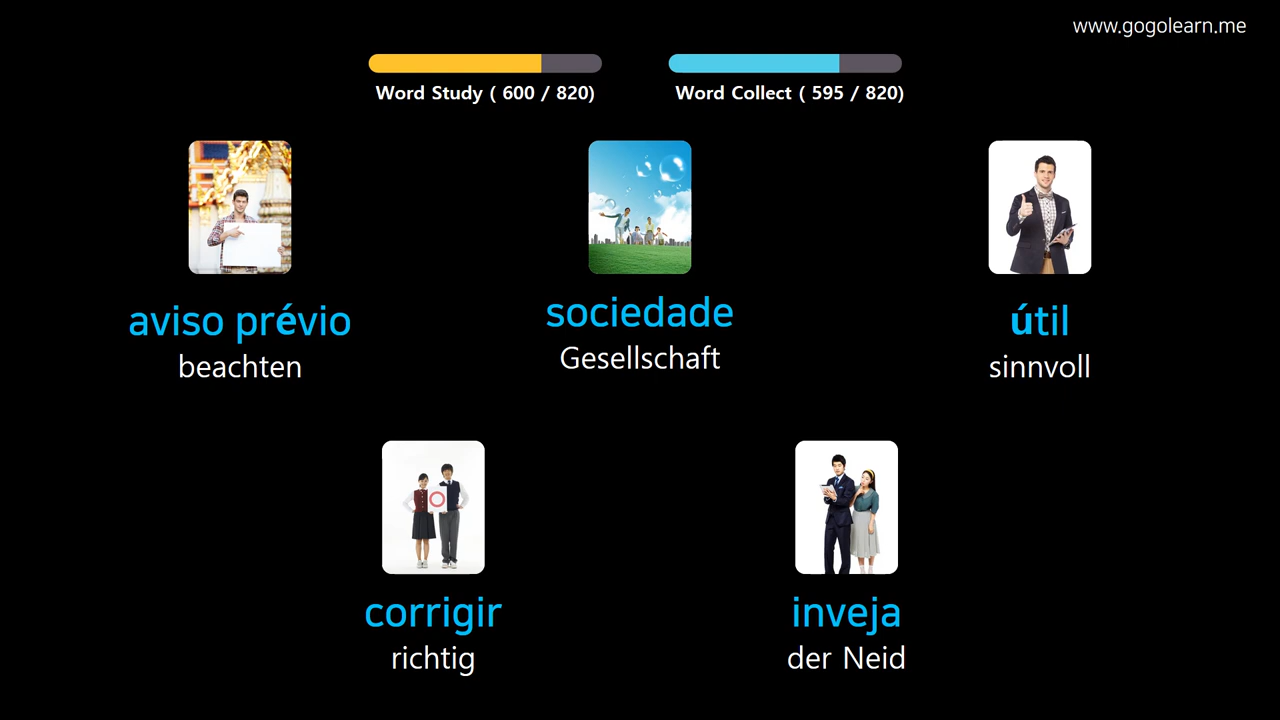 www.gogolearn.me
Word Study ( 600 / 820)
Word Collect ( 595 / 820)
aviso prévio
beachten
sociedade
Gesellschaft
útil
sinnvoll
corrigir
richtig
inveja
der Neid